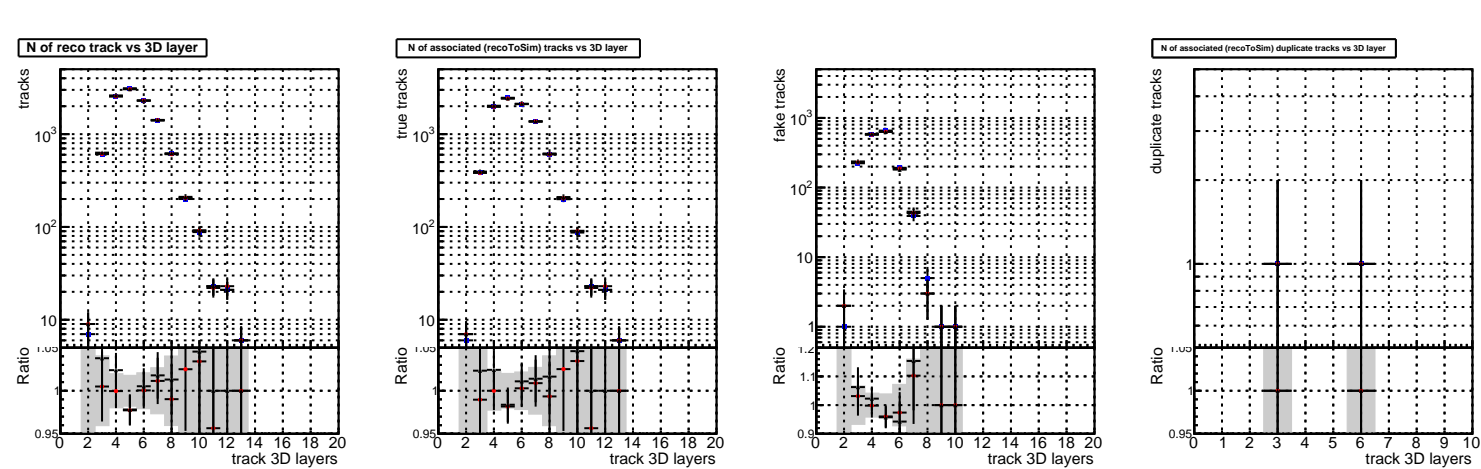 N of reco track vs 3D layer
tracks
10³
10²
10
Ratio
1.05
1
0.95
0 2 4 6 8 10 12 14 16 18 20
track 3D layers
N of associated (recoToSim) tracks vs 3D layer
true tracks
10³
10²
10
Ratio
1.05
1
0.95
0 2 4 6 8 10 12 14 16 18 20
track 3D layers
fake tracks
10³
10²
10
1
Ratio
1.2
1.1
1
0.9
0 2 4 6 8 10 12 14 16 18 20
track 3D layers
N of associated (recoToSim) duplicate tracks vs 3D layer
duplicate tracks
1
Ratio
1.05
1
0.95
0 1 2 3 4 5 6 7 8 9 10
track 3D layers